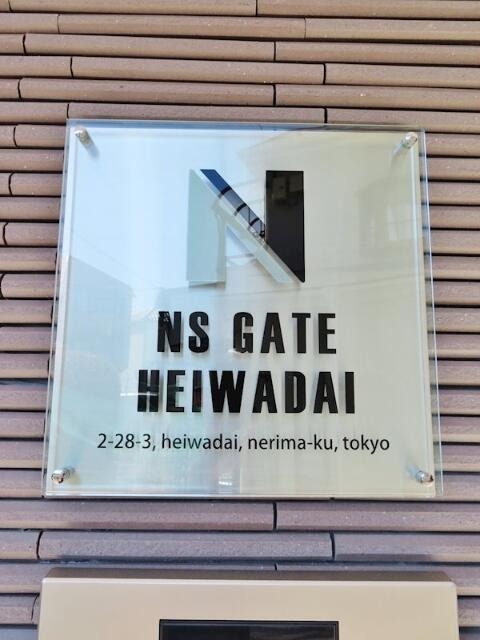 N
NS GATE
HEIWADAI
2-28-3, heiwadai, nerima-ku, tokyo